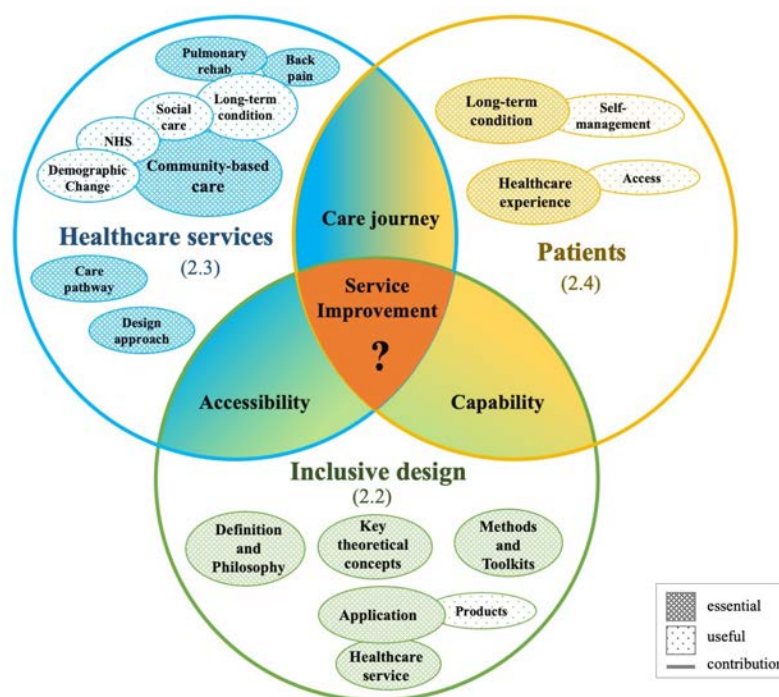 Pulmonary
rehab
Back
pain
Social
care
Long-term
condition
NHS
Demographic
Change
Community-based
care
Healthcare services
(2.3)
Care
pathway
Design
approach
Care journey
Long-term
condition
Self-
management
Healthcare
experience
Access
Patients
(2.4)
Service
Improvement
?
Accessibility
Capability
Inclusive design
(2.2)
Definition
and
Philosophy
Key
theoretical
concepts
Methods
and
Toolkits
Application
Products
Healthcare
service
essential
useful
contribution